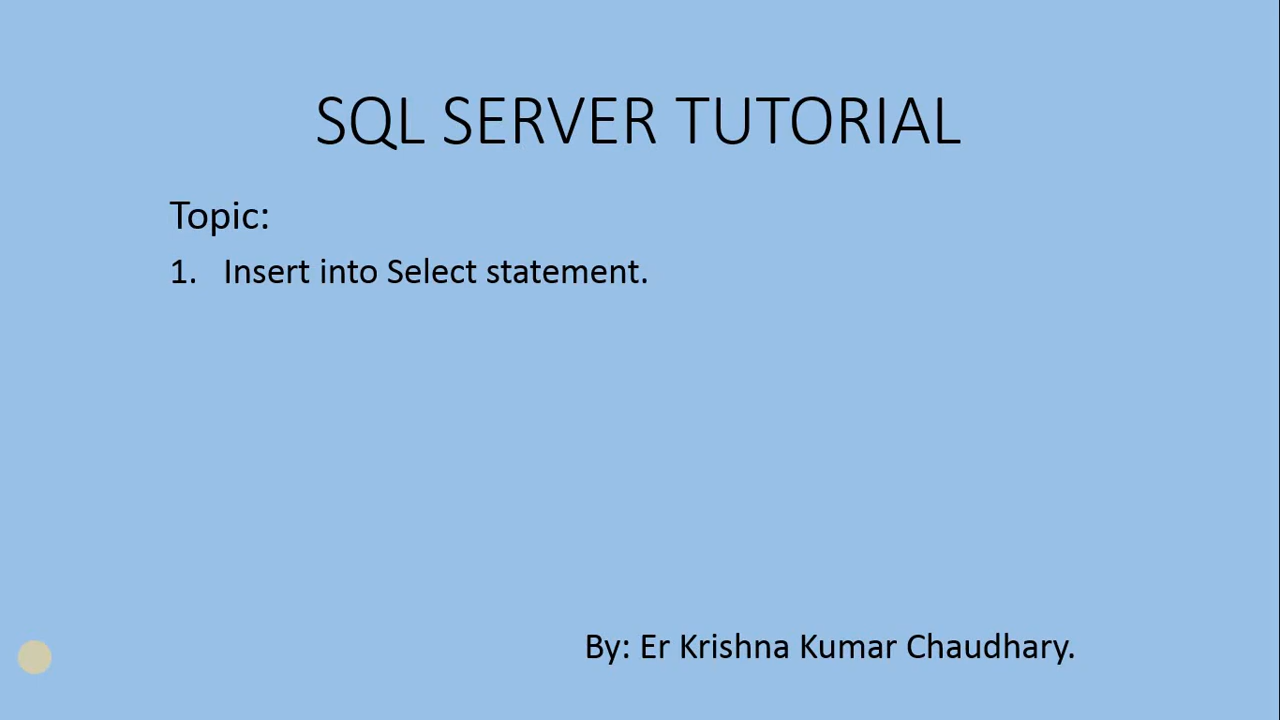 SQL SERVER TUTORIAL
Topic:
1. Insert into Select statement.
By: Er Krishna Kumar Chaudhary.